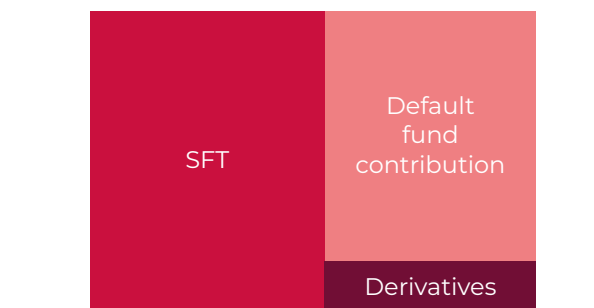 SFT
Default
fund
contribution
Derivatives